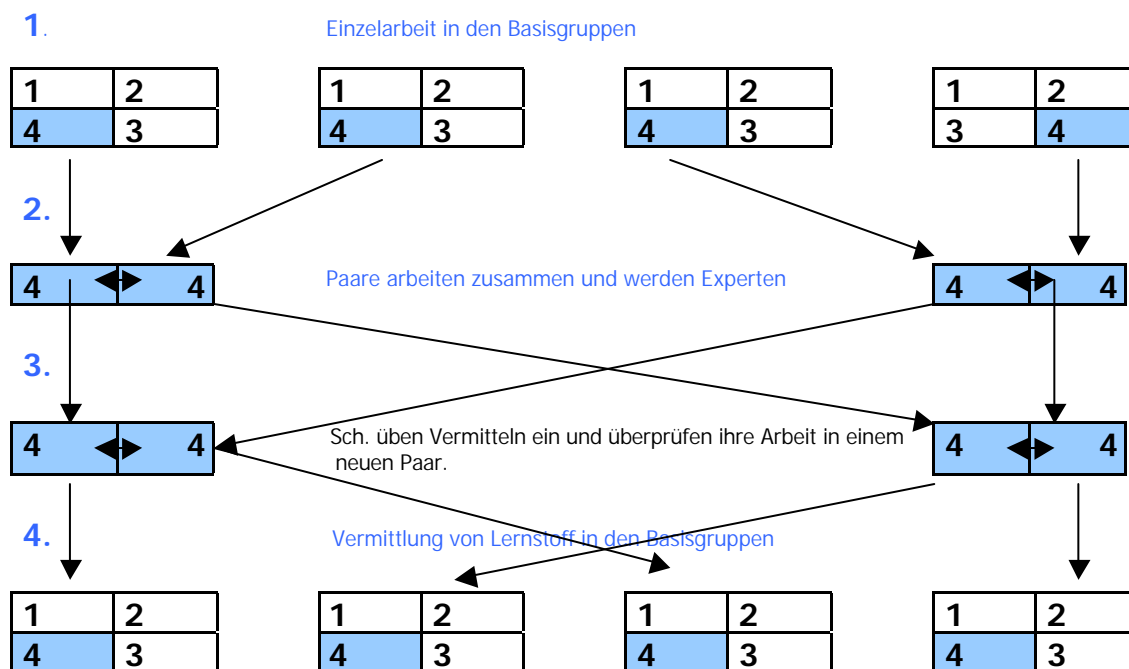 1. Einzelarbeit in den Basisgruppen
1 2 1 2 1 2 1 2
4 3 4 3 4 3 3 4
2.
4 4 Paare arbeiten zusammen und werden Experten 4 4
3.
4 4 Sch. üben Vermitteln ein und überprüfen ihre Arbeit in einem 4 4
neuen Paar.
4. Vermittlung von Lernstoff in den Basisgruppen
1 2 1 2 1 2 1 2
4 3 4 3 4 3 4 3